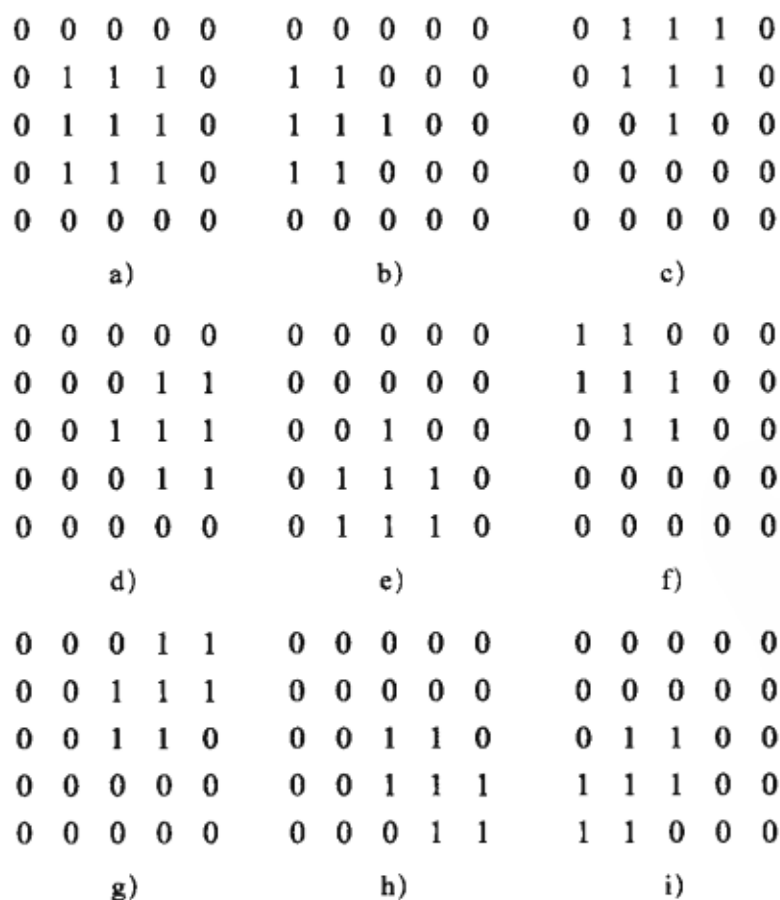 0 0 0 0 0 0 0 0 0 0 0 1 1 1 0
0 1 1 1 0 1 1 0 0 0 0 1 1 1 0
0 1 1 1 0 1 1 1 0 0 0 0 1 0 0
0 1 1 1 0 1 1 0 0 0 0 0 0 0 0
0 0 0 0 0 0 0 0 0 0 0 0 0 0 0
a) b) c)
0 0 0 0 0 0 0 0 0 0 1 1 0 0 0
0 0 0 1 1 0 0 0 0 0 1 1 1 0 0
0 0 1 1 1 0 0 1 0 0 0 1 1 0 0
0 0 0 1 1 0 1 1 1 0 0 0 0 0 0
0 0 0 0 0 0 1 1 1 0 0 0 0 0 0
d) e) f)
0 0 0 1 1 0 0 0 0 0 0 0 0 0 0
0 0 1 1 1 0 0 0 0 0 0 0 0 0 0
0 0 1 1 0 0 0 1 1 0 0 1 1 0 0
0 0 0 0 0 0 0 1 1 1 1 1 1 0 0
0 0 0 0 0 0 0 0 1 1 1 1 0 0 0
g) h) i)